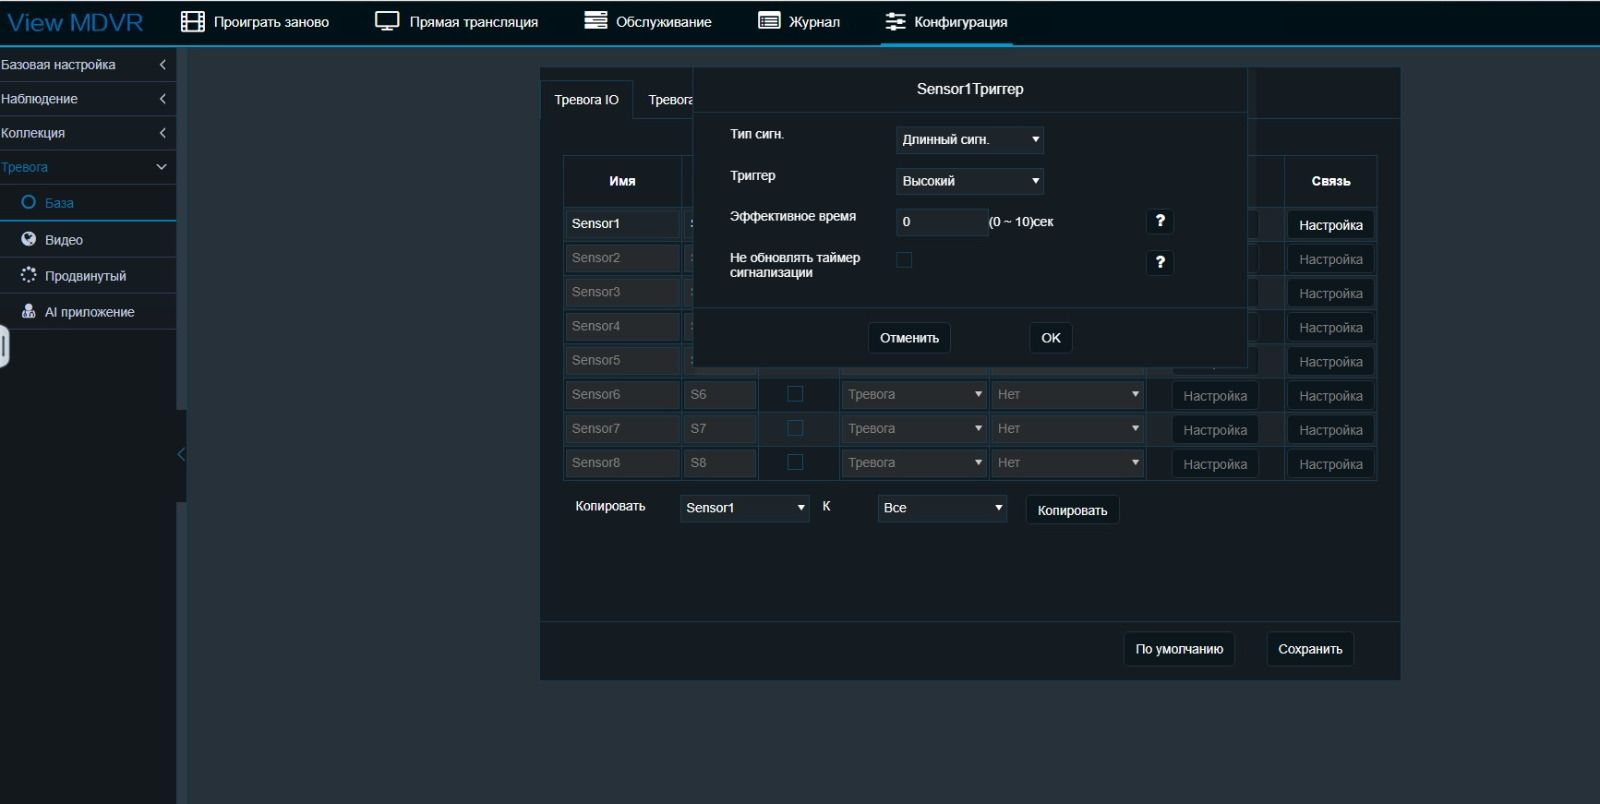 View MDVR
Проиграть заново
Прямая трансляция
Обслуживание
Журнал
Конфигурация
Базовая настройка
Наблюдение
Коллекция
Тревога
База
Видео
Продвинутый
AI приложение
Тревога IO
Тревога
Sensor1Триггер
Тип сигн.
Длинный сигн.
Триггер
Высокий
Эффективное время
0
(0 ~ 10)сек
?
Не обновлять таймер
сигнализации
?
Отменить
OK
Имя
Связь
Sensor1
Настройка
Sensor2
Настройка
Sensor3
Настройка
Sensor4
Настройка
Sensor5
Настройка
Sensor6 S6 Тревога Нет Настройка Настройка
Sensor7 S7 Тревога Нет Настройка Настройка
Sensor8 S8 Тревога Нет Настройка Настройка
Копировать Sensor1 К Все Копировать
По умолчанию
Сохранить